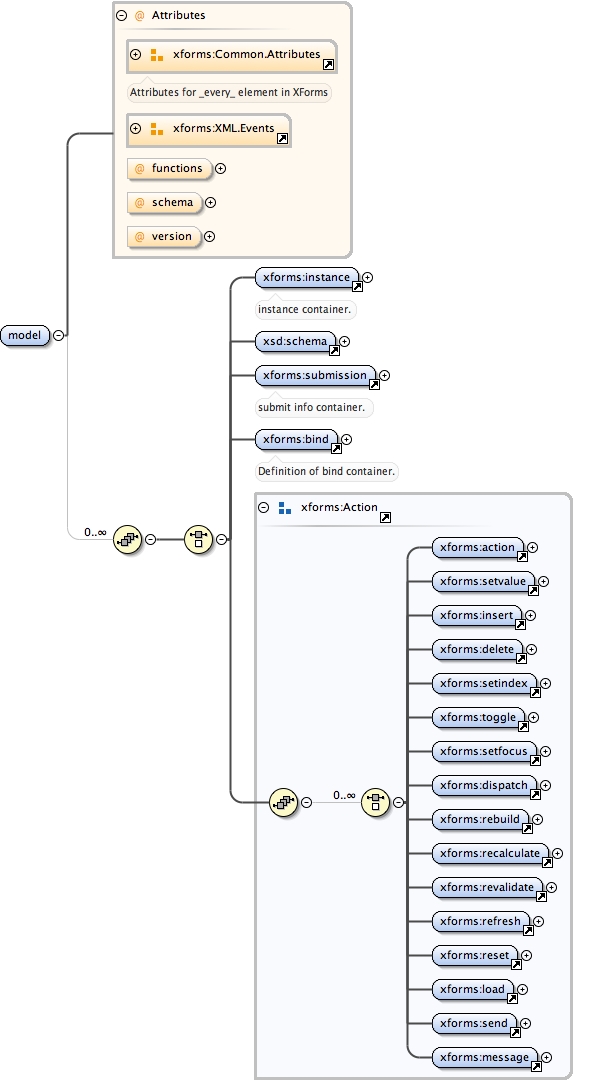 @ Attributes
xforms:Common.Attributes
Attributes for _every_ element in XForms
xforms:XML.Events
@ functions
@ schema
@ version
model
xforms:instance
instance container.
xsd:schema
xforms:submission
submit info container.
xforms:bind
Definition of bind container.
0..∞
xforms:Action
xforms:action
xforms:setvalue
xforms:insert
xforms:delete
xforms:setindex
xforms:toggle
xforms:setfocus
xforms:dispatch
0..∞
xforms:rebuild
xforms:recalculate
xforms:revalidate
xforms:refresh
xforms:reset
xforms:load
xforms:send
xforms:message